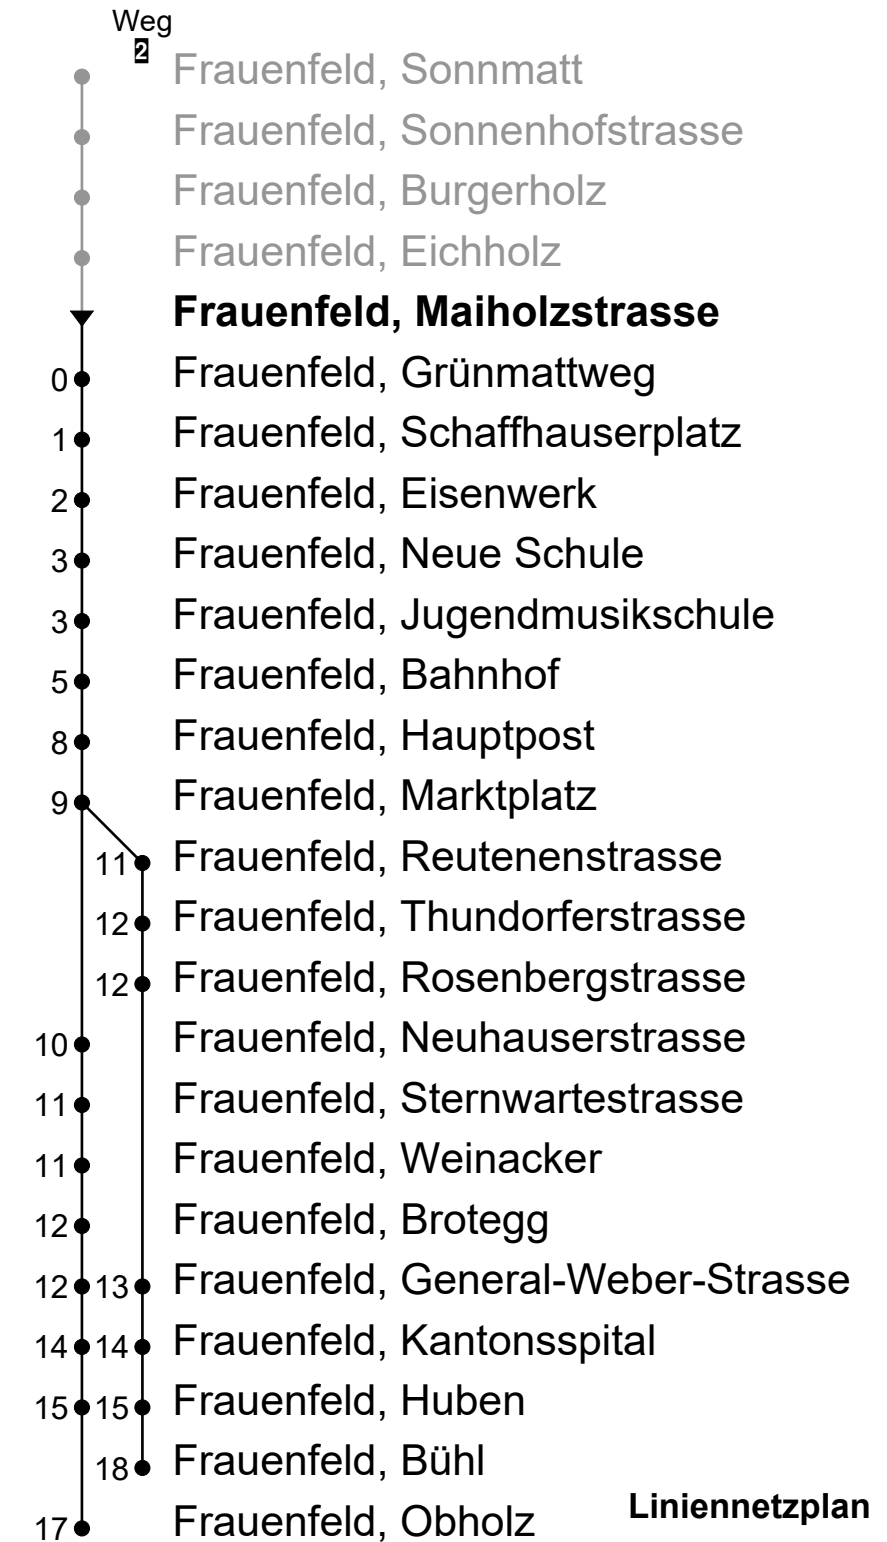 Weg
2
Frauenfeld, Sonnmatt
Frauenfeld, Sonnenhofstrasse
Frauenfeld, Burgerholz
Frauenfeld, Eichholz
Frauenfeld, Maiholzstrasse
0 Frauenfeld, Grünmattweg
1 Frauenfeld, Schaffhauserplatz
2 Frauenfeld, Eisenwerk
3 Frauenfeld, Neue Schule
3 Frauenfeld, Jugendmusikschule
5 Frauenfeld, Bahnhof
8 Frauenfeld, Hauptpost
9 Frauenfeld, Marktplatz
11 Frauenfeld, Reutenenstrasse
12 Frauenfeld, Thundorferstrasse
12 Frauenfeld, Rosenbergstrasse
10 Frauenfeld, Neuhauserstrasse
11 Frauenfeld, Sternwartestrasse
11 Frauenfeld, Weinacker
12 Frauenfeld, Brotegg
12 13 Frauenfeld, General-Weber-Strasse
14 14 Frauenfeld, Kantonsspital
15 15 Frauenfeld, Huben
18 Frauenfeld, Bühl
17 Frauenfeld, Obholz
Liniennetzplan